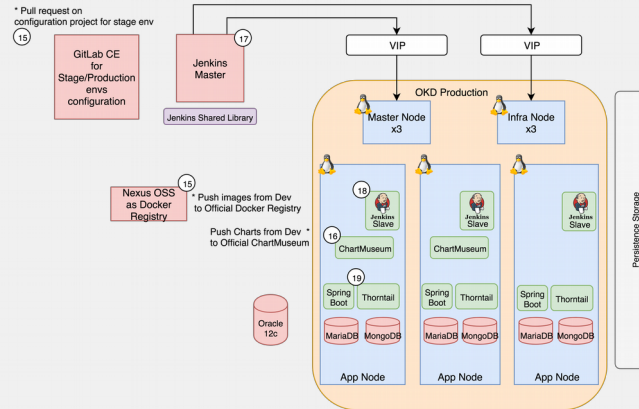 * Pull request on
configuration project for stage env
15
GitLab CE
for
Stage/Production
envs
configuration
17
Jenkins
Master
Jenkins Shared Library
VIP
VIP
OKD Production
Master Node
x3
Infra Node
x3
Nexus OSS
as Docker
Registry
15
* Push images from Dev
to Official Docker Registry
Push Charts from Dev *
to Official ChartMuseum
18
Jenkins
Slave
16
ChartMuseum
19
Spring
Boot
Thorntail
MariaDB
MongoDB
App Node
Jenkins
Slave
ChartMuseum
Spring
Boot
Thorntail
MariaDB
MongoDB
App Node
Jenkins
Slave
Spring
Boot
Thorntail
MariaDB
MongoDB
App Node
Oracle
12c
Persistence Storage